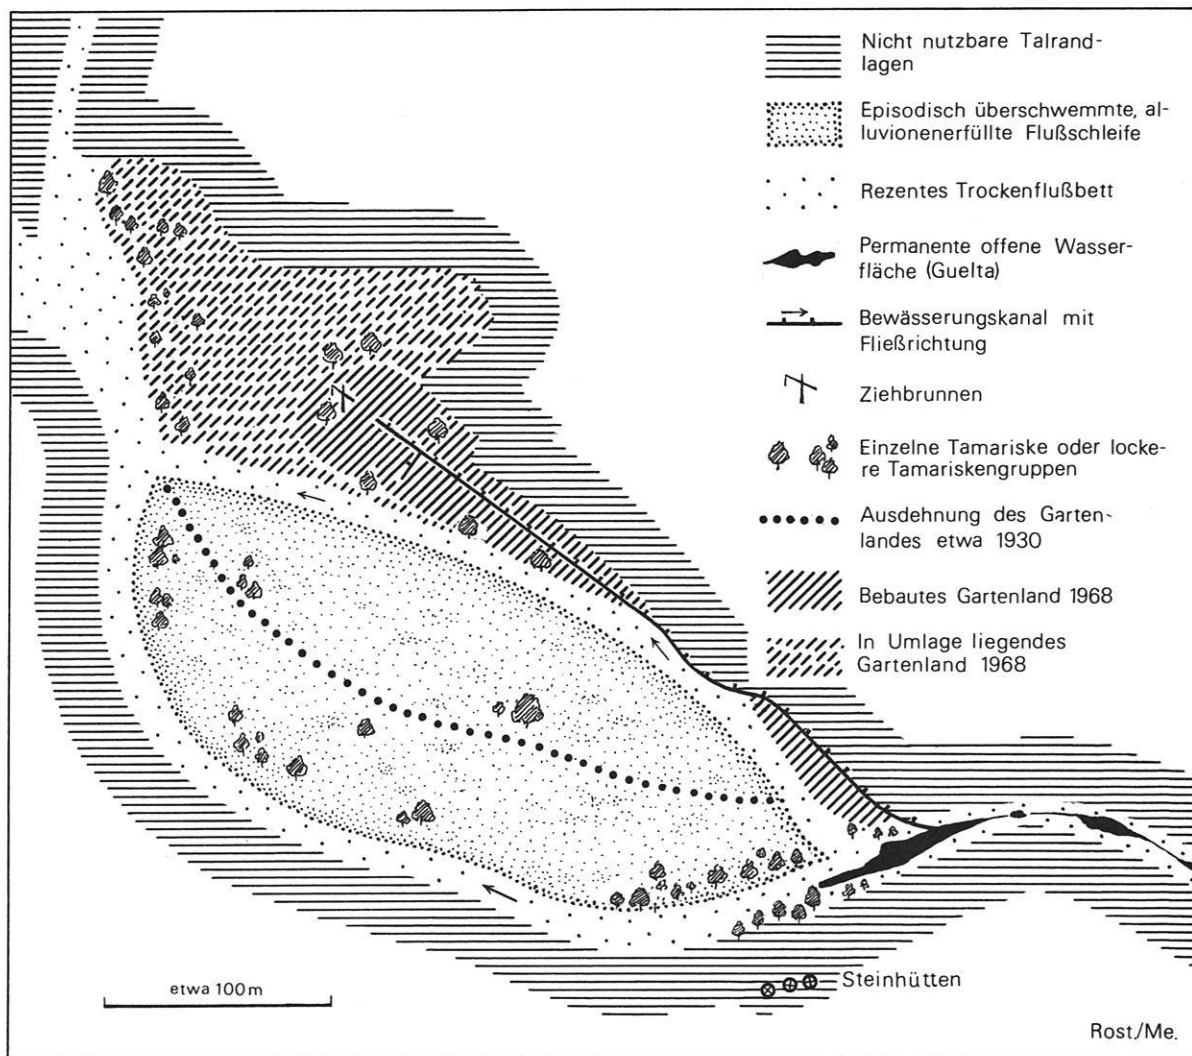 Nicht nutzbare Talrand-
lagen
Episodisch überschwemmte, al-
luvionenerfüllte Flußschleife
Rezentes Trockenflußbett
Permanente offene Wasser-
fläche (Guelta)
Bewässerungskanal mit
Fließrichtung
Ziehbrunnen
Einzelne Tamariske oder locke-
re Tamariskengruppen
Ausdehnung des Garten-
landes etwa 1930
Bebautes Gartenland 1968
In Umlage liegendes
Gartenland 1968
etwa 100m
Steinhütten
Rost./Me.